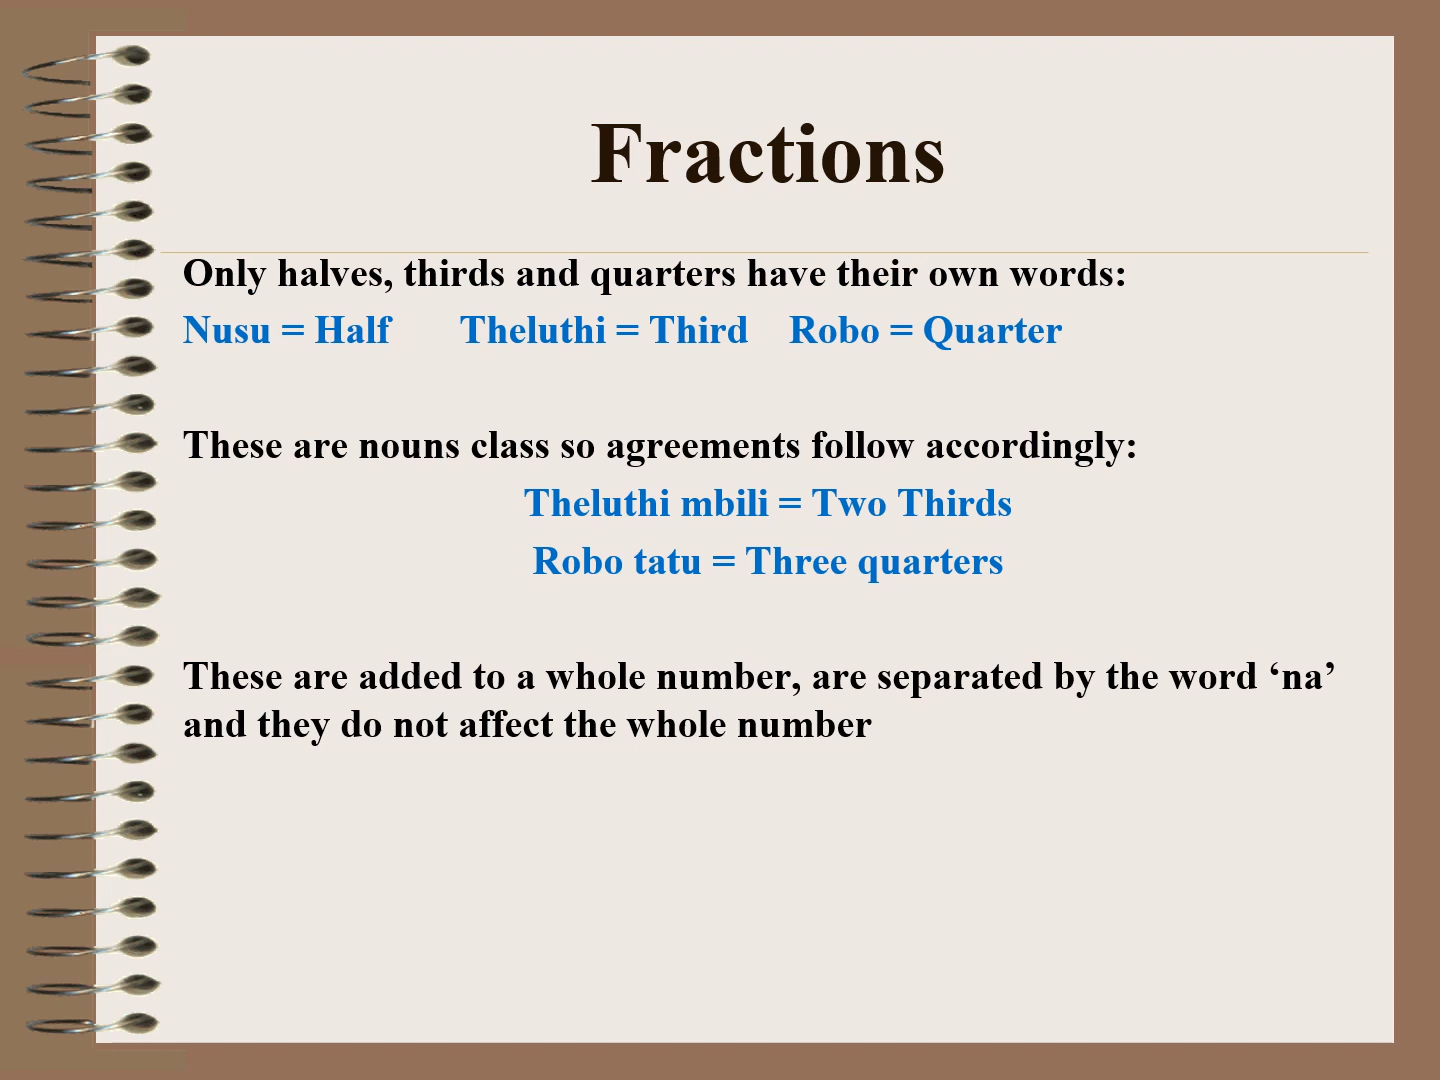 Fractions
Only halves, thirds and quarters have their own words:
Nusu = Half Theluthi = Third Robo = Quarter
These are nouns class so agreements follow accordingly:
Theluthi mbili = Two Thirds
Robo tatu = Three quarters
These are added to a whole number, are separated by the word ‘na’
and they do not affect the whole number